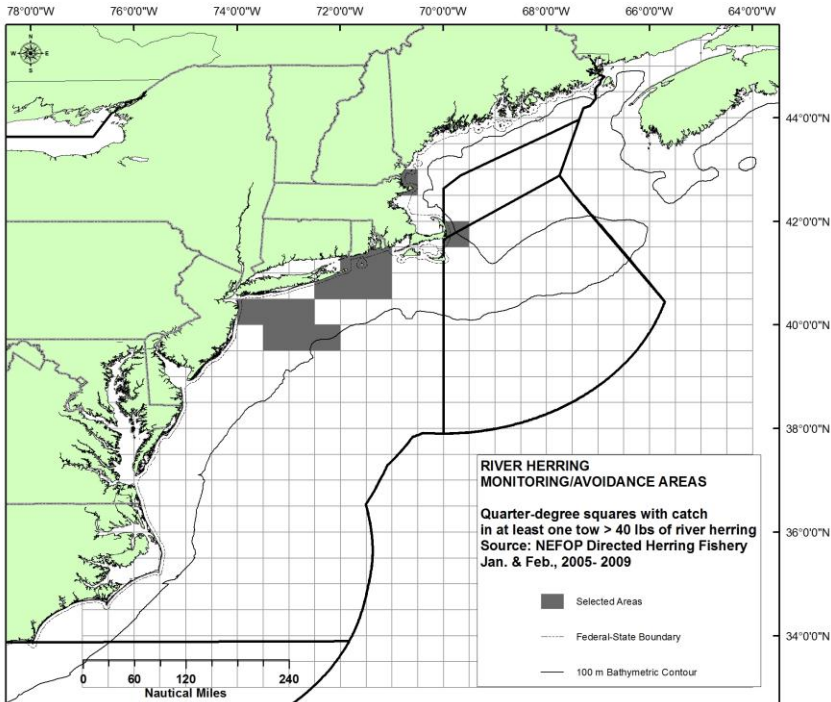 78°0'0"W 76°0'0"W 74°0'0"W 72°0'0"W 70°0'0"W 68°0'0"W 66°0'0"W 64°0'0"W
N
W E
S
44°0'0"N
42°0'0"N
40°0'0"N
38°0'0"N
36°0'0"N
34°0'0"N
RIVER HERRING
MONITORING/AVOIDANCE AREAS
Quarter-degree squares with catch
in at least one tow > 40 lbs of river herring
Source: NEFOP Directed Herring Fishery
Jan. & Feb., 2005- 2009
Selected Areas
Federal-State Boundary
100 m Bathymetric Contour
0 60 120 240
Nautical Miles